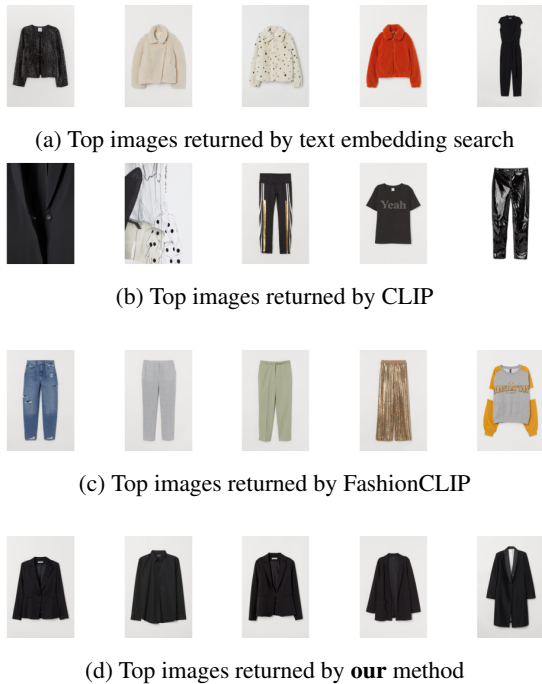 (a) Top images returned by text embedding search
Yeah
(b) Top images returned by CLIP
(c) Top images returned by FashionCLIP
(d) Top images returned by our method